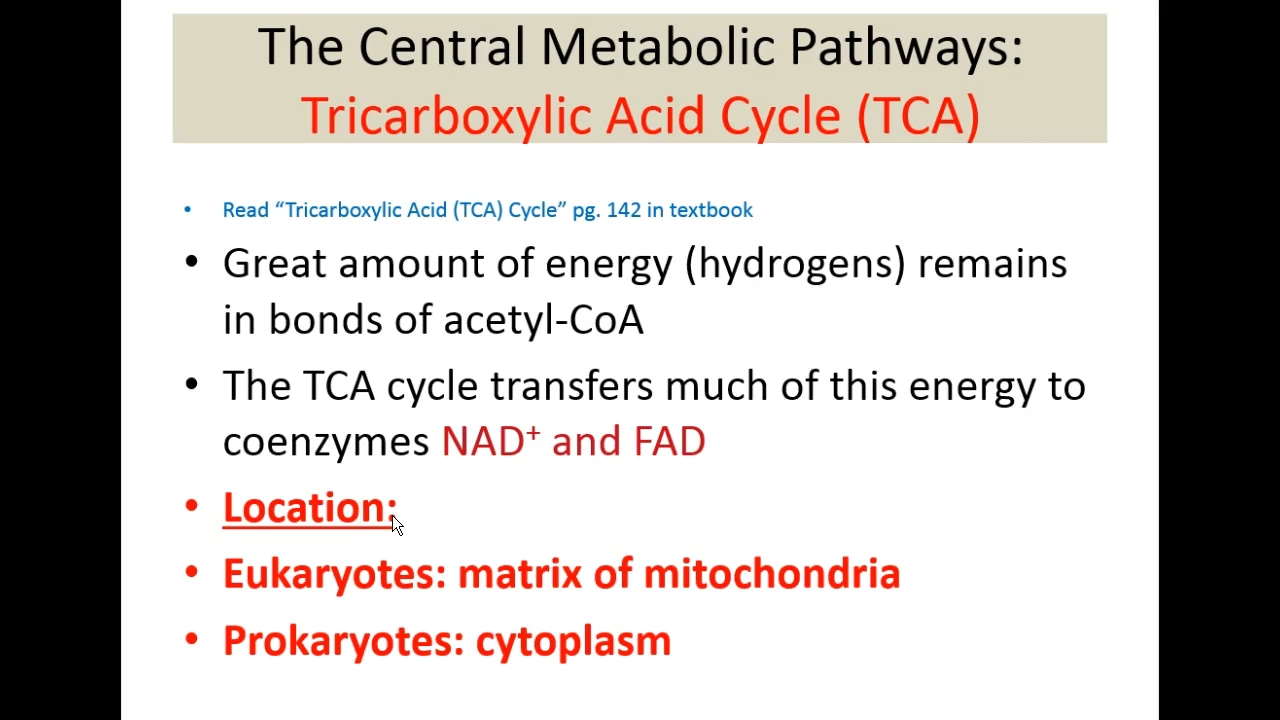 The Central Metabolic Pathways:
Tricarboxylic Acid Cycle (TCA)
• Read “Tricarboxylic Acid (TCA) Cycle” pg. 142 in textbook
• Great amount of energy (hydrogens) remains
in bonds of acetyl-CoA
• The TCA cycle transfers much of this energy to
coenzymes NAD⁺ and FAD
• Location:
• Eukaryotes: matrix of mitochondria
• Prokaryotes: cytoplasm